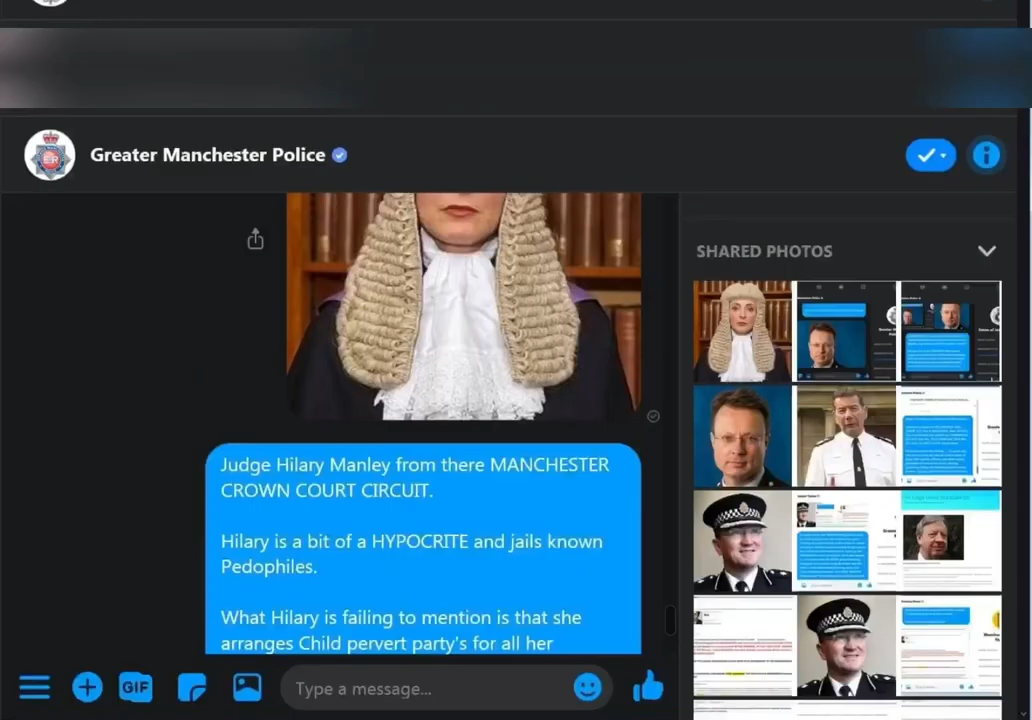 Greater Manchester Police
SHARED PHOTOS
Judge Hilary Manley from there MANCHESTER
CROWN COURT CIRCUIT.
Hilary is a bit of a HYPOCRITE and jails known
Pedophiles.
What Hilary is failing to mention is that she
arranges Child pervert party's for all her
GIF
Type a message...